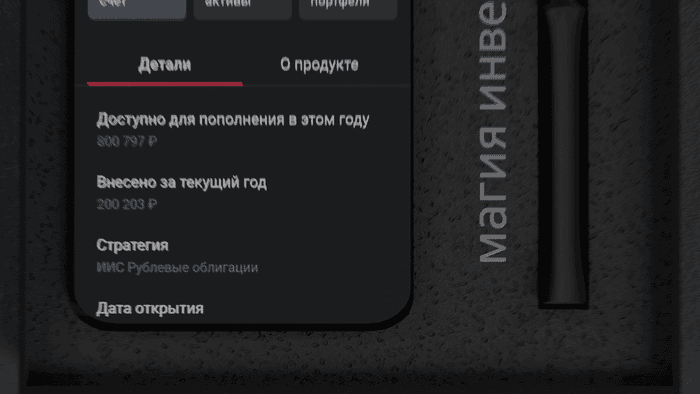 счет активы портфели
Детали О продукте
Доступно для пополнения в этом году
800 797 ₽
Внесено за текущий год
200 203 ₽
Стратегия
ИИС Рублевые облигации
Дата открытия
магия инве